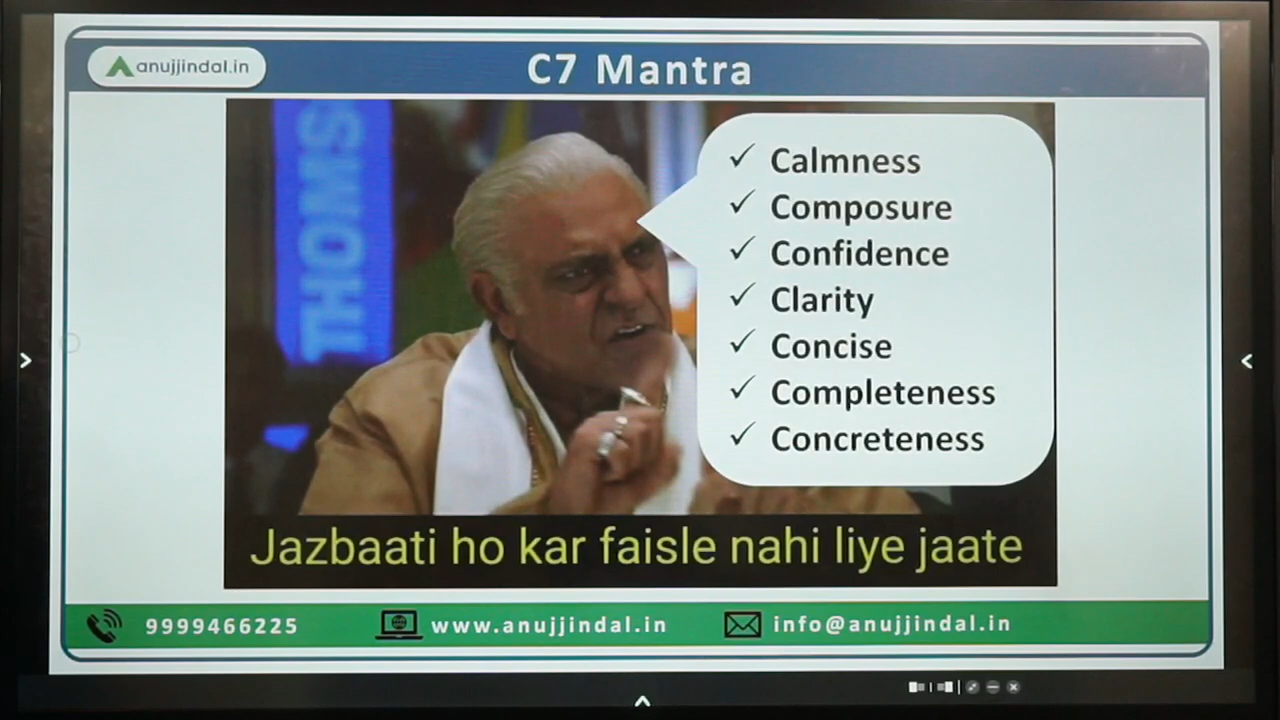 anujjindal.in
C7 Mantra
THOMS
✓ Calmness
✓ Composure
✓ Confidence
✓ Clarity
✓ Concise
✓ Completeness
✓ Concreteness
Jazbaati ho kar faisle nahi liye jaate
9999466225
www.anujjindal.in
info@anujjindal.in